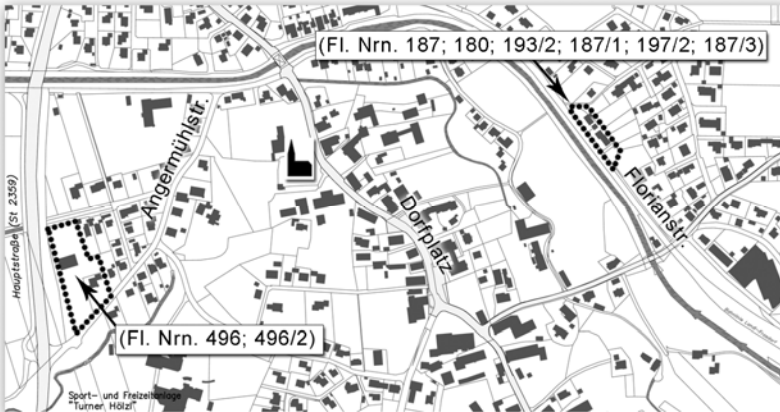 (Fl. Nrn. 187; 180; 193/2; 187/1; 197/2; 187/3)
Angermühlstr.
Hauptstraße (St 2359)
Dorfplatz
Florianstr.
(Fl. Nrn. 496; 496/2)
Sport- und Freizeitanlage
"Turner Hölzl"